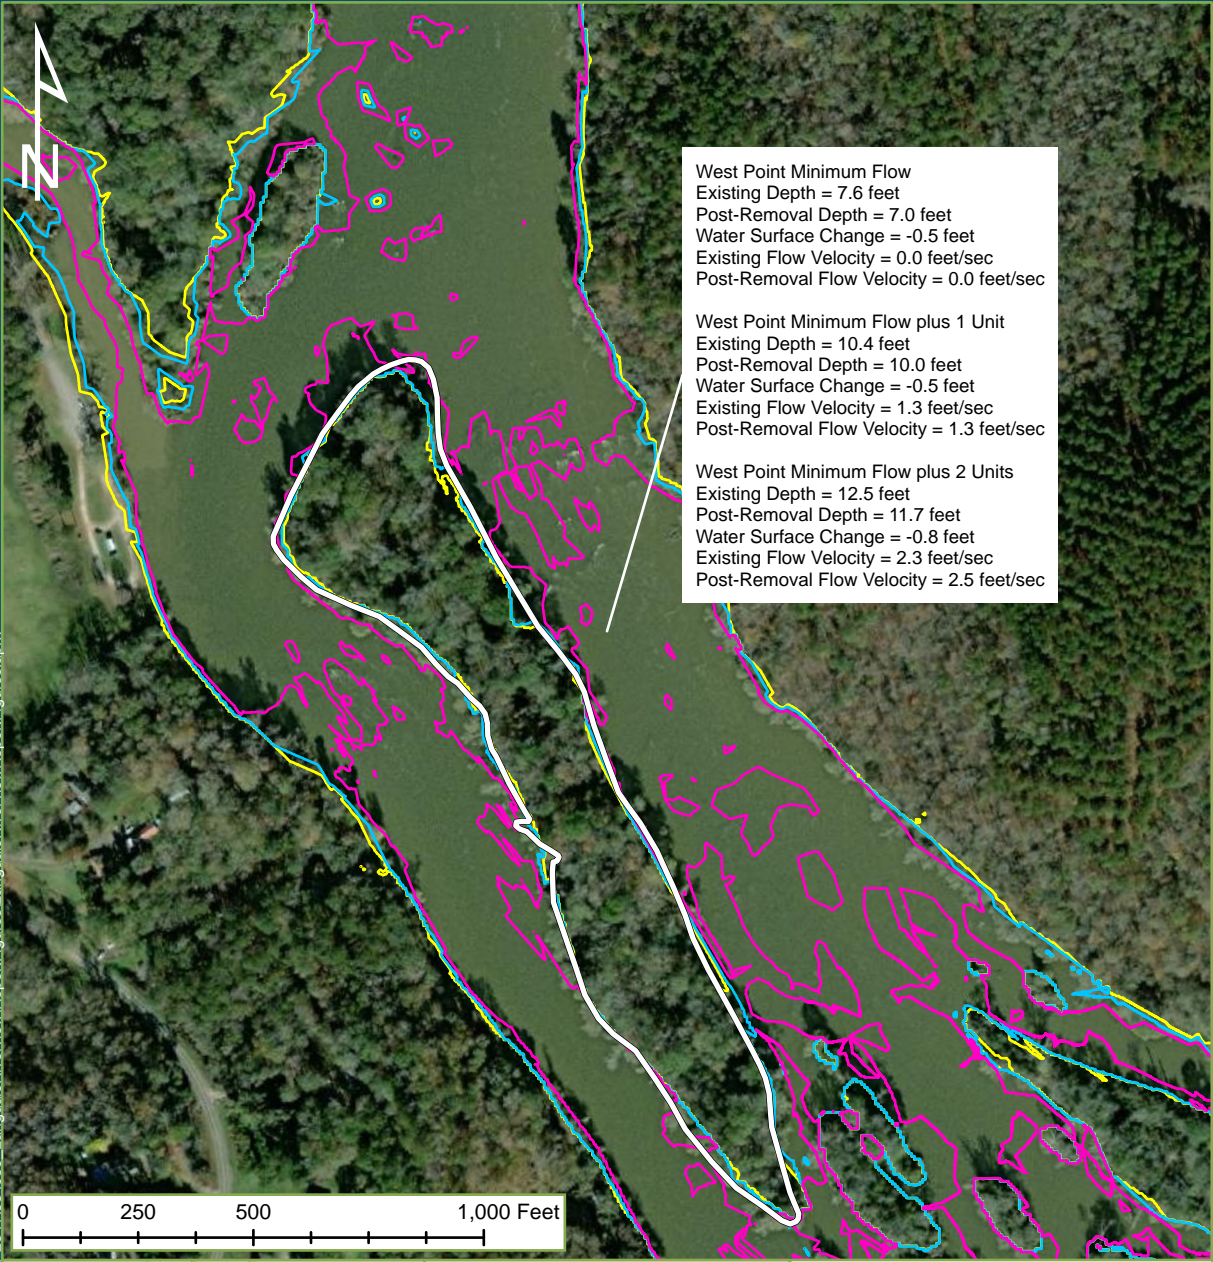 N
West Point Minimum Flow
Existing Depth = 7.6 feet
Post-Removal Depth = 7.0 feet
Water Surface Change = -0.5 feet
Existing Flow Velocity = 0.0 feet/sec
Post-Removal Flow Velocity = 0.0 feet/sec
West Point Minimum Flow plus 1 Unit
Existing Depth = 10.4 feet
Post-Removal Depth = 10.0 feet
Water Surface Change = -0.5 feet
Existing Flow Velocity = 1.3 feet/sec
Post-Removal Flow Velocity = 1.3 feet/sec
West Point Minimum Flow plus 2 Units
Existing Depth = 12.5 feet
Post-Removal Depth = 11.7 feet
Water Surface Change = -0.8 feet
Existing Flow Velocity = 2.3 feet/sec
Post-Removal Flow Velocity = 2.5 feet/sec
0 250 500 1,000 Feet